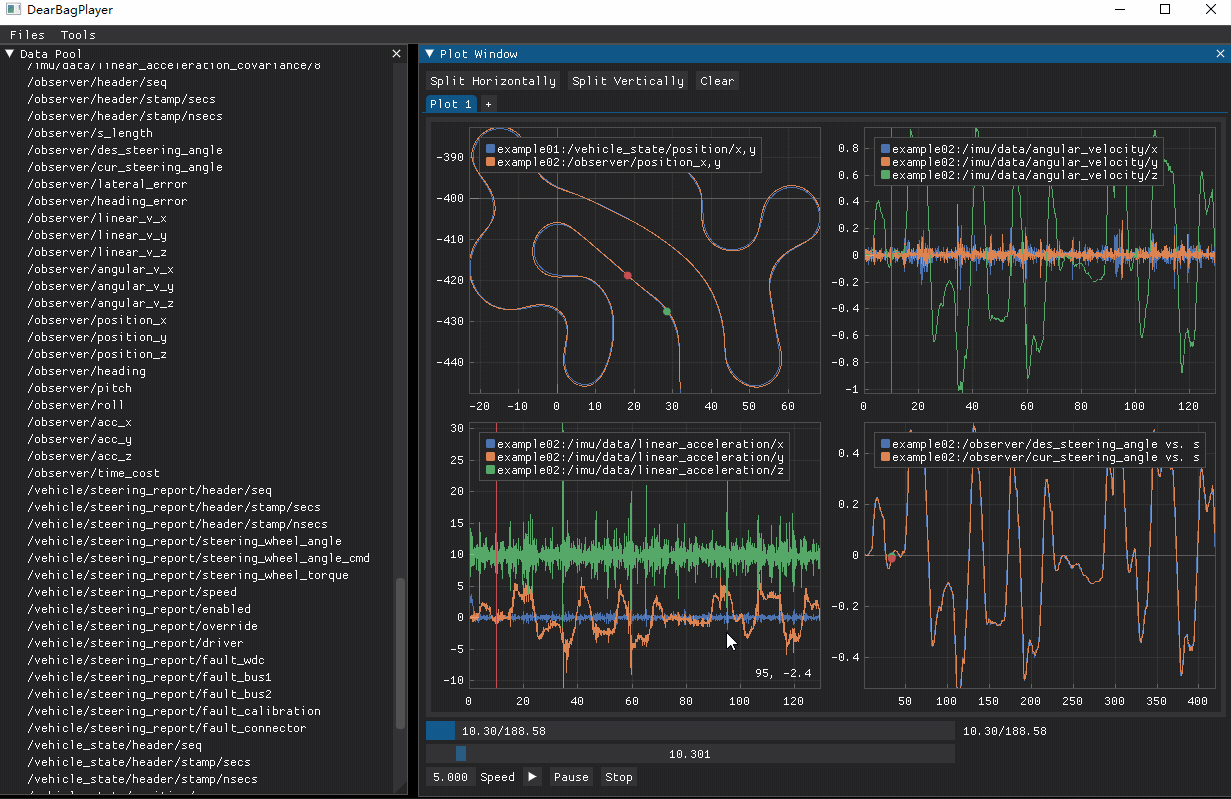 DearBagPlayer
Files Tools
Data Pool
/imu/data/linear_acceleration_covariance/8
/observer/header/seq
/observer/header/stamp/secs
/observer/header/stamp/nsecs
/observer/s_length
/observer/des_steering_angle
/observer/cur_steering_angle
/observer/lateral_error
/observer/heading_error
/observer/linear_v_x
/observer/linear_v_y
/observer/linear_v_z
/observer/angular_v_x
/observer/angular_v_y
/observer/angular_v_z
/observer/position_x
/observer/position_y
/observer/position_z
/observer/heading
/observer/pitch
/observer/roll
/observer/acc_x
/observer/acc_y
/observer/acc_z
/observer/time_cost
/vehicle/steering_report/header/seq
/vehicle/steering_report/header/stamp/secs
/vehicle/steering_report/header/stamp/nsecs
/vehicle/steering_report/steering_wheel_angle
/vehicle/steering_report/steering_wheel_angle_cmd
/vehicle/steering_report/steering_wheel_torque
/vehicle/steering_report/speed
/vehicle/steering_report/enabled
/vehicle/steering_report/override
/vehicle/steering_report/driver
/vehicle/steering_report/fault_wdc
/vehicle/steering_report/fault_bus1
/vehicle/steering_report/fault_bus2
/vehicle/steering_report/fault_calibration
/vehicle/steering_report/fault_connector
/vehicle_state/header/seq
/vehicle_state/header/stamp/secs
/vehicle_state/header/stamp/nsecs
Plot Window
Split Horizontally Split Vertically Clear
Plot 1 +
example01:/vehicle_state/position/x,y
example02:/observer/position_x,y
-390
-400
-410
-420
-430
-440
-20 -10 0 10 20 30 40 50 60
example02:/imu/data/angular_velocity/x
example02:/imu/data/angular_velocity/y
example02:/imu/data/angular_velocity/z
0.8
0.6
0.4
0.2
0
-0.2
-0.4
-0.6
-0.8
-1
0 20 40 60 80 100 120
example02:/imu/data/linear_acceleration/x
example02:/imu/data/linear_acceleration/y
example02:/imu/data/linear_acceleration/z
30
25
20
15
10
5
0
-5
-10
95, -2.4
0 20 40 60 80 100 120
example02:/observer/des_steering_angle vs. s
example02:/observer/cur_steering_angle vs. s
0.4
0.2
0
-0.2
-0.4
50 100 150 200 250 300 350 400
10.30/188.58 10.30/188.58
10.301
5.000 Speed Pause Stop